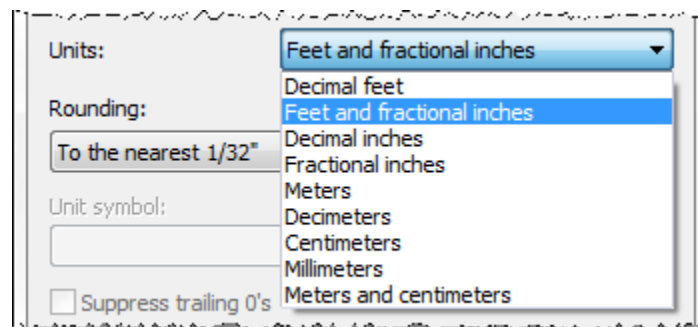 Units:
Feet and fractional inches
Decimal feet
Feet and fractional inches
Rounding:
Decimal inches
To the nearest 1/32"
Fractional inches
Meters
Unit symbol:
Decimeters
Centimeters
Millimeters
Suppress trailing 0's
Meters and centimeters